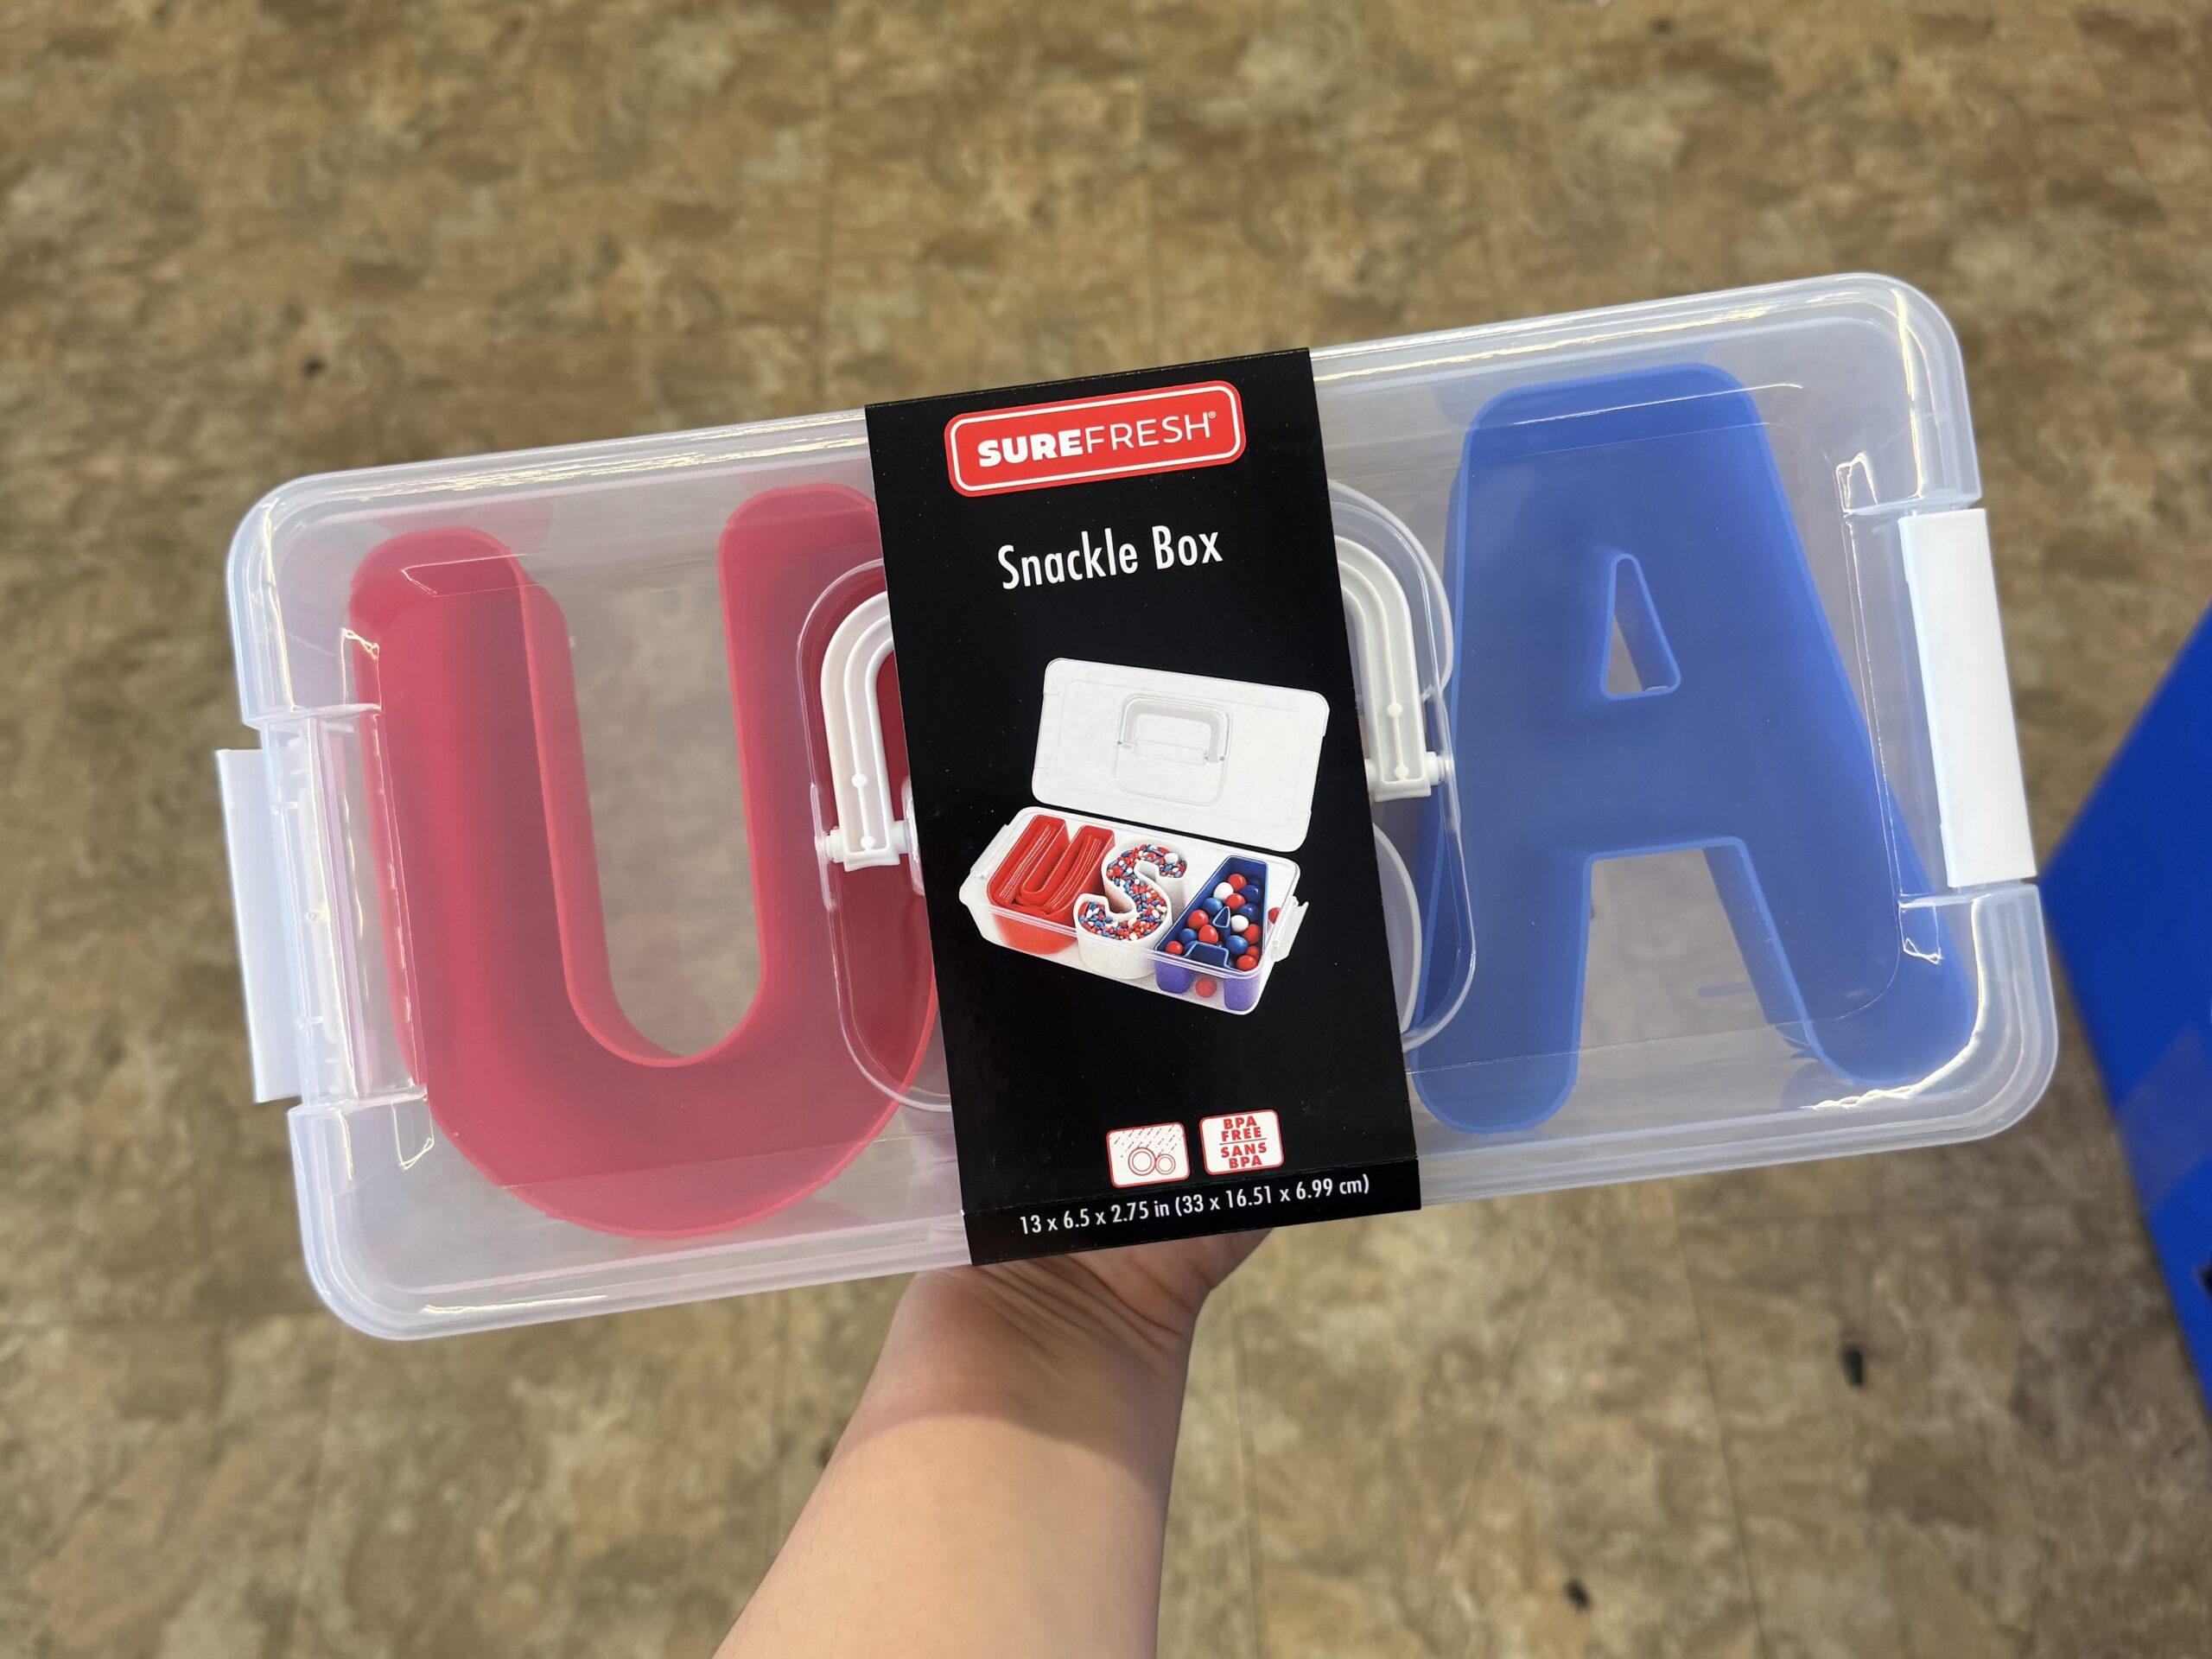 SUREFRESH®
Snackle Box
U A
USA
BPA
FREE
SANS
BPA
13 x 6.5 x 2.75 in (33 x 16.51 x 6.99 cm)